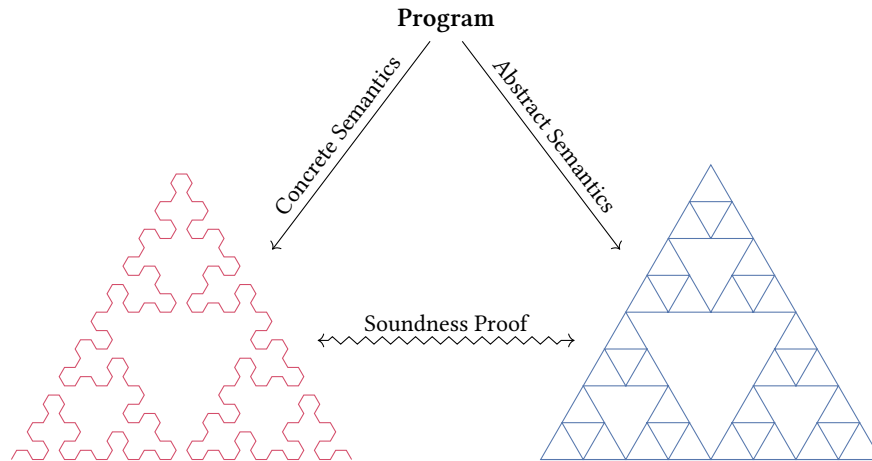 Program
Concrete Semantics
Abstract Semantics
Soundness Proof